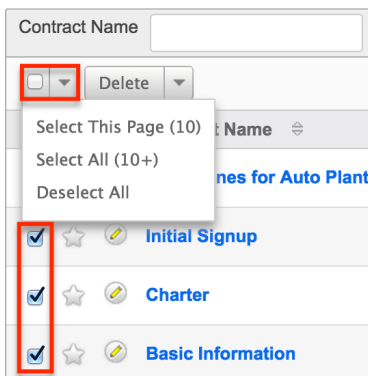 Contract Name
Delete
Select This Page (10)
Name
Select All (10+)
Deselect All
nes for Auto Plant
Initial Signup
Charter
Basic Information